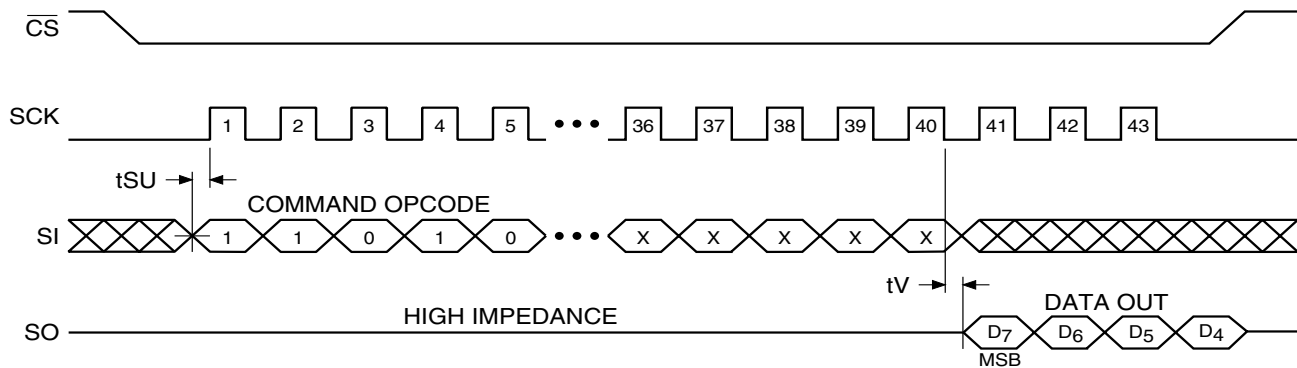 CS
SCK
1 2 3 4 5 ••• 36 37 38 39 40 41 42 43
tSU
COMMAND OPCODE
SI
1 1 0 1 0 ••• X X X X X
tV
HIGH IMPEDANCE
DATA OUT
SO
D7 D6 D5 D4
MSB